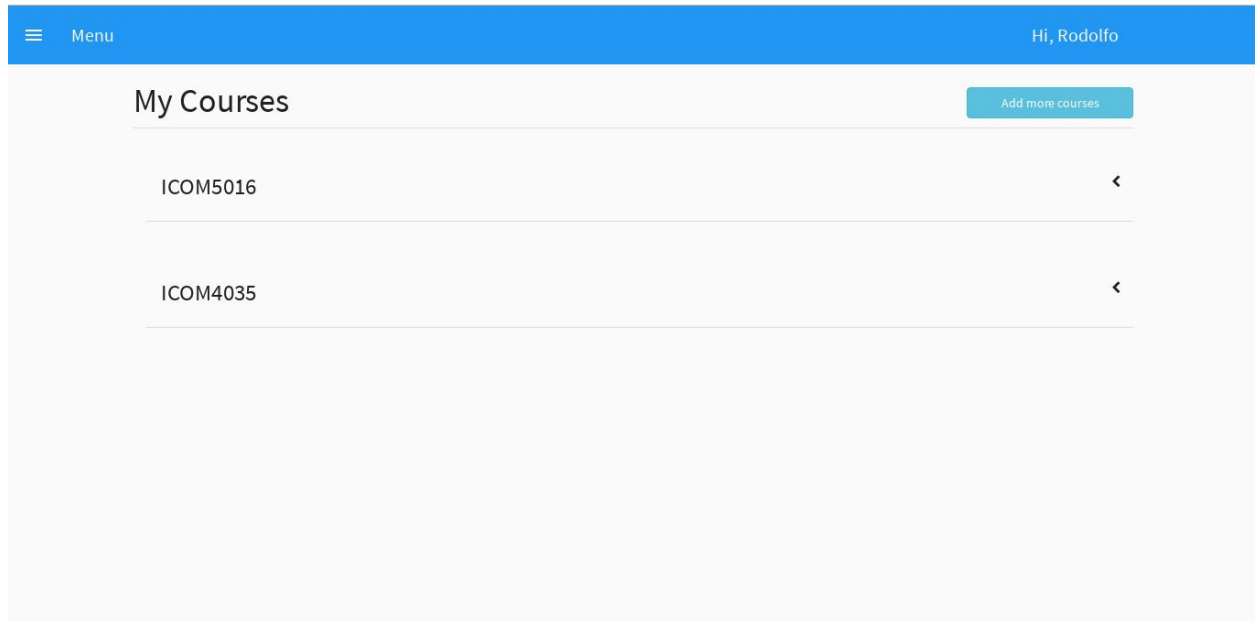 Menu
Hi, Rodolfo
My Courses
Add more courses
ICOM5016
ICOM4035